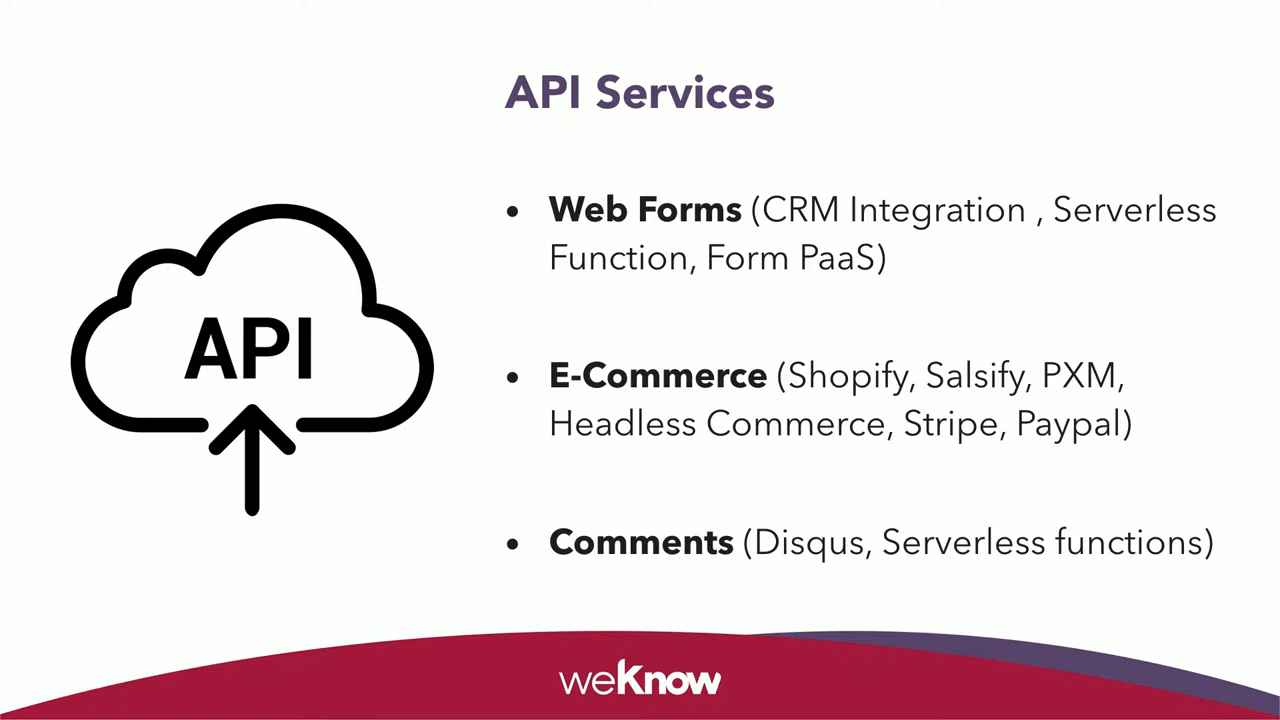 API Services
API
• Web Forms (CRM Integration , Serverless
Function, Form PaaS)
• E-Commerce (Shopify, Salsify, PXM,
Headless Commerce, Stripe, Paypal)
• Comments (Disqus, Serverless functions)
weKnow